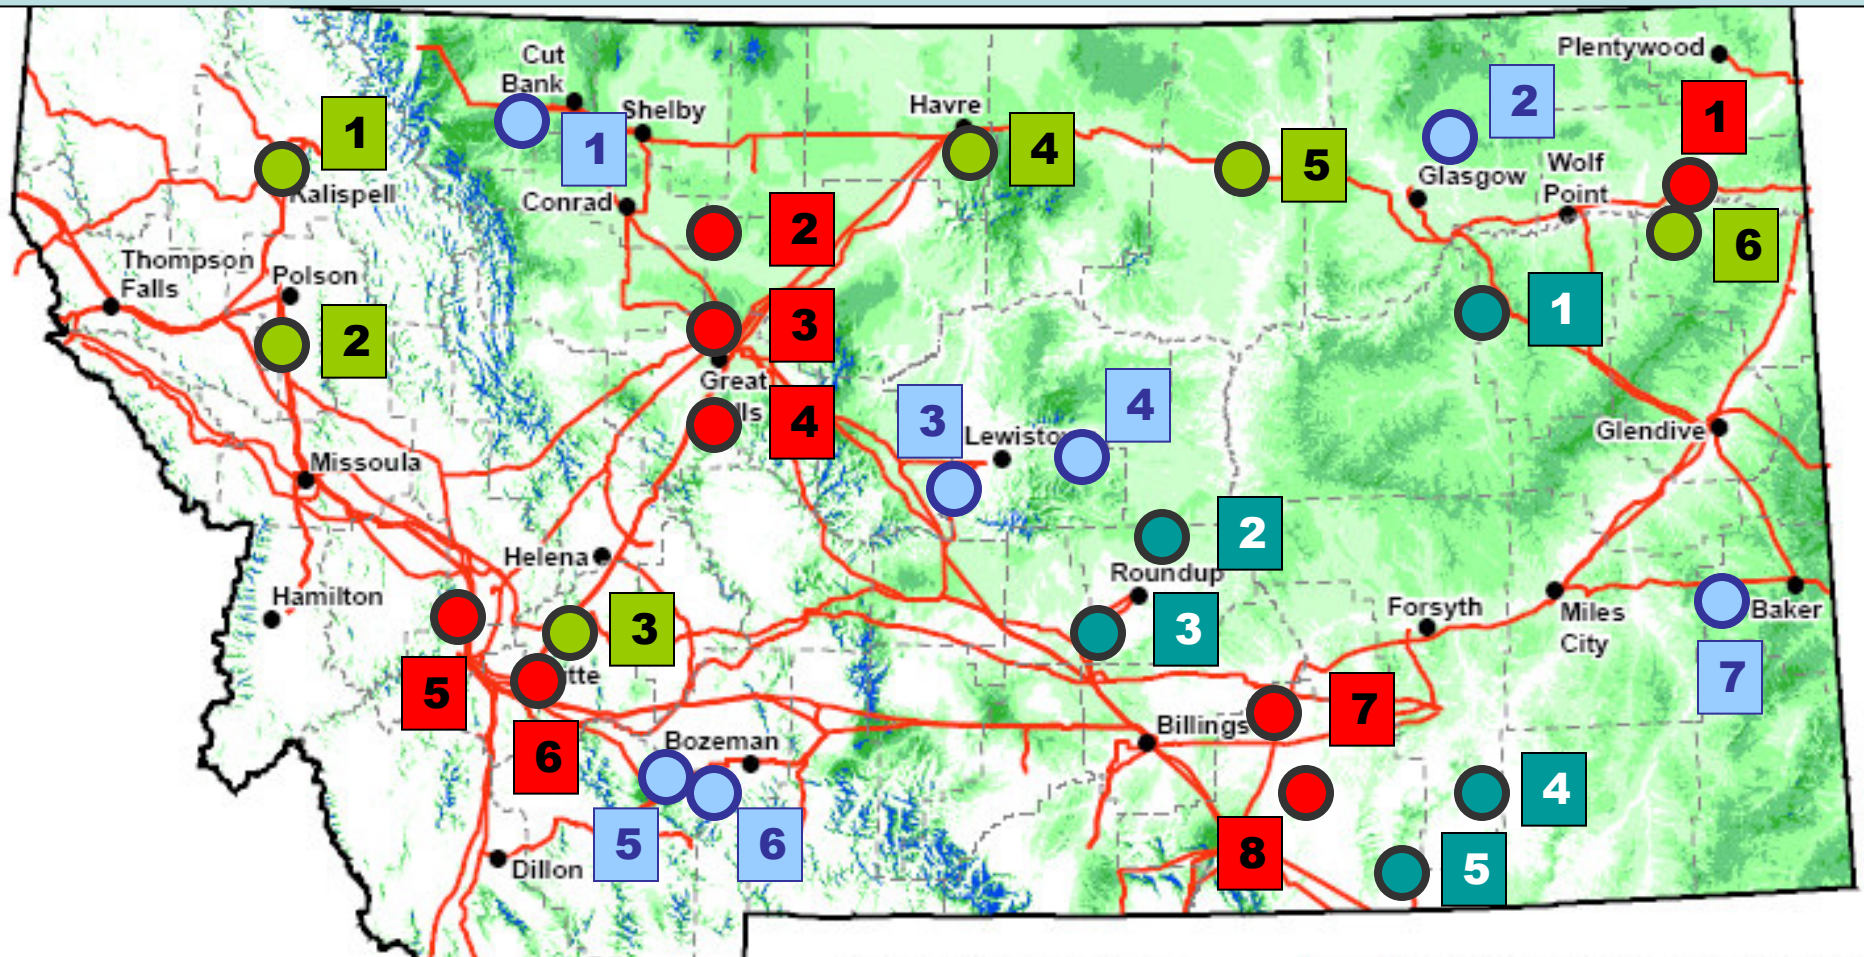 Plentywood
Cut
Bank
2
1
Shelby
Havre
1
1
4
5
Wolf
Point
Glasgow
Kalispell
Conrad
2
6
Thompson
Falls
Polson
3
1
2
Great
lls
4
3
4
Lewisto
Glendive
Missoula
2
Helena
Roundup
Hamilton
3
3
Forsyth
Miles
City
Baker
5
tte
7
7
Billings
Bozeman
6
4
5
6
8
5
Dillon